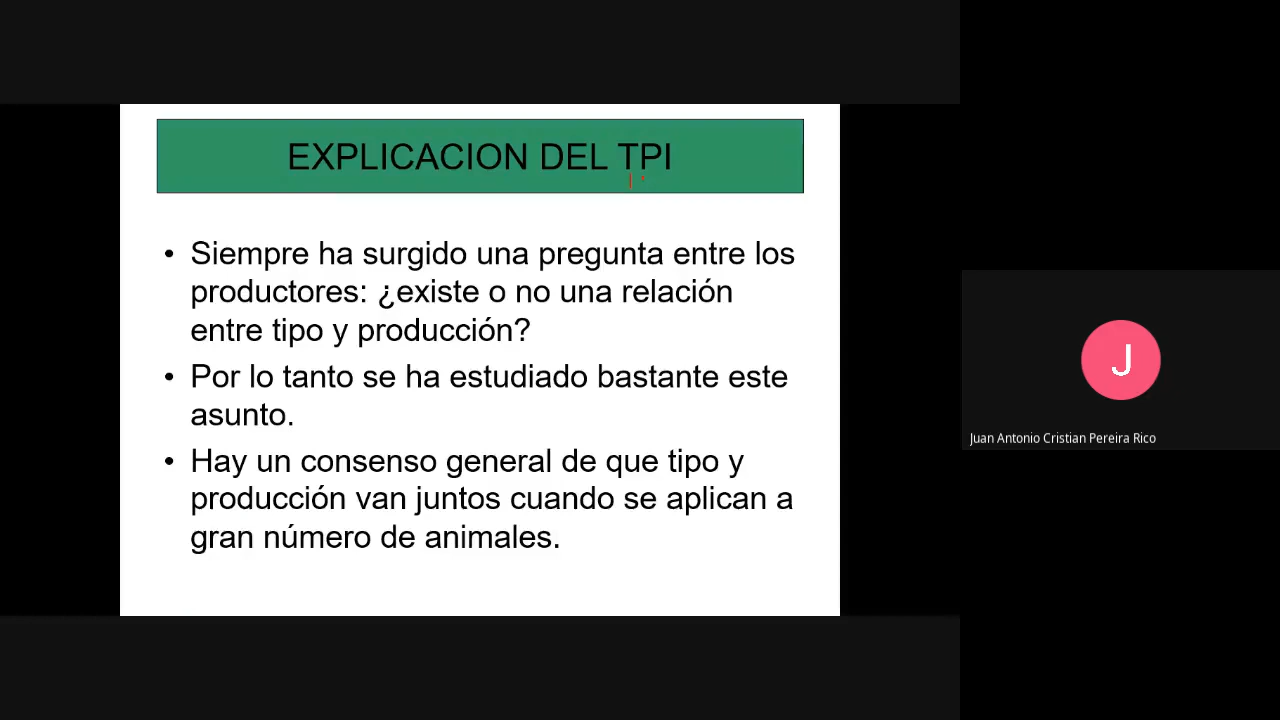 EXPLICACION DEL TPI
• Siempre ha surgido una pregunta entre los
productores: ¿existe o no una relación
entre tipo y producción?
• Por lo tanto se ha estudiado bastante este
asunto.
• Hay un consenso general de que tipo y
producción van juntos cuando se aplican a
gran número de animales.
J
Juan Antonio Cristian Pereira Rico